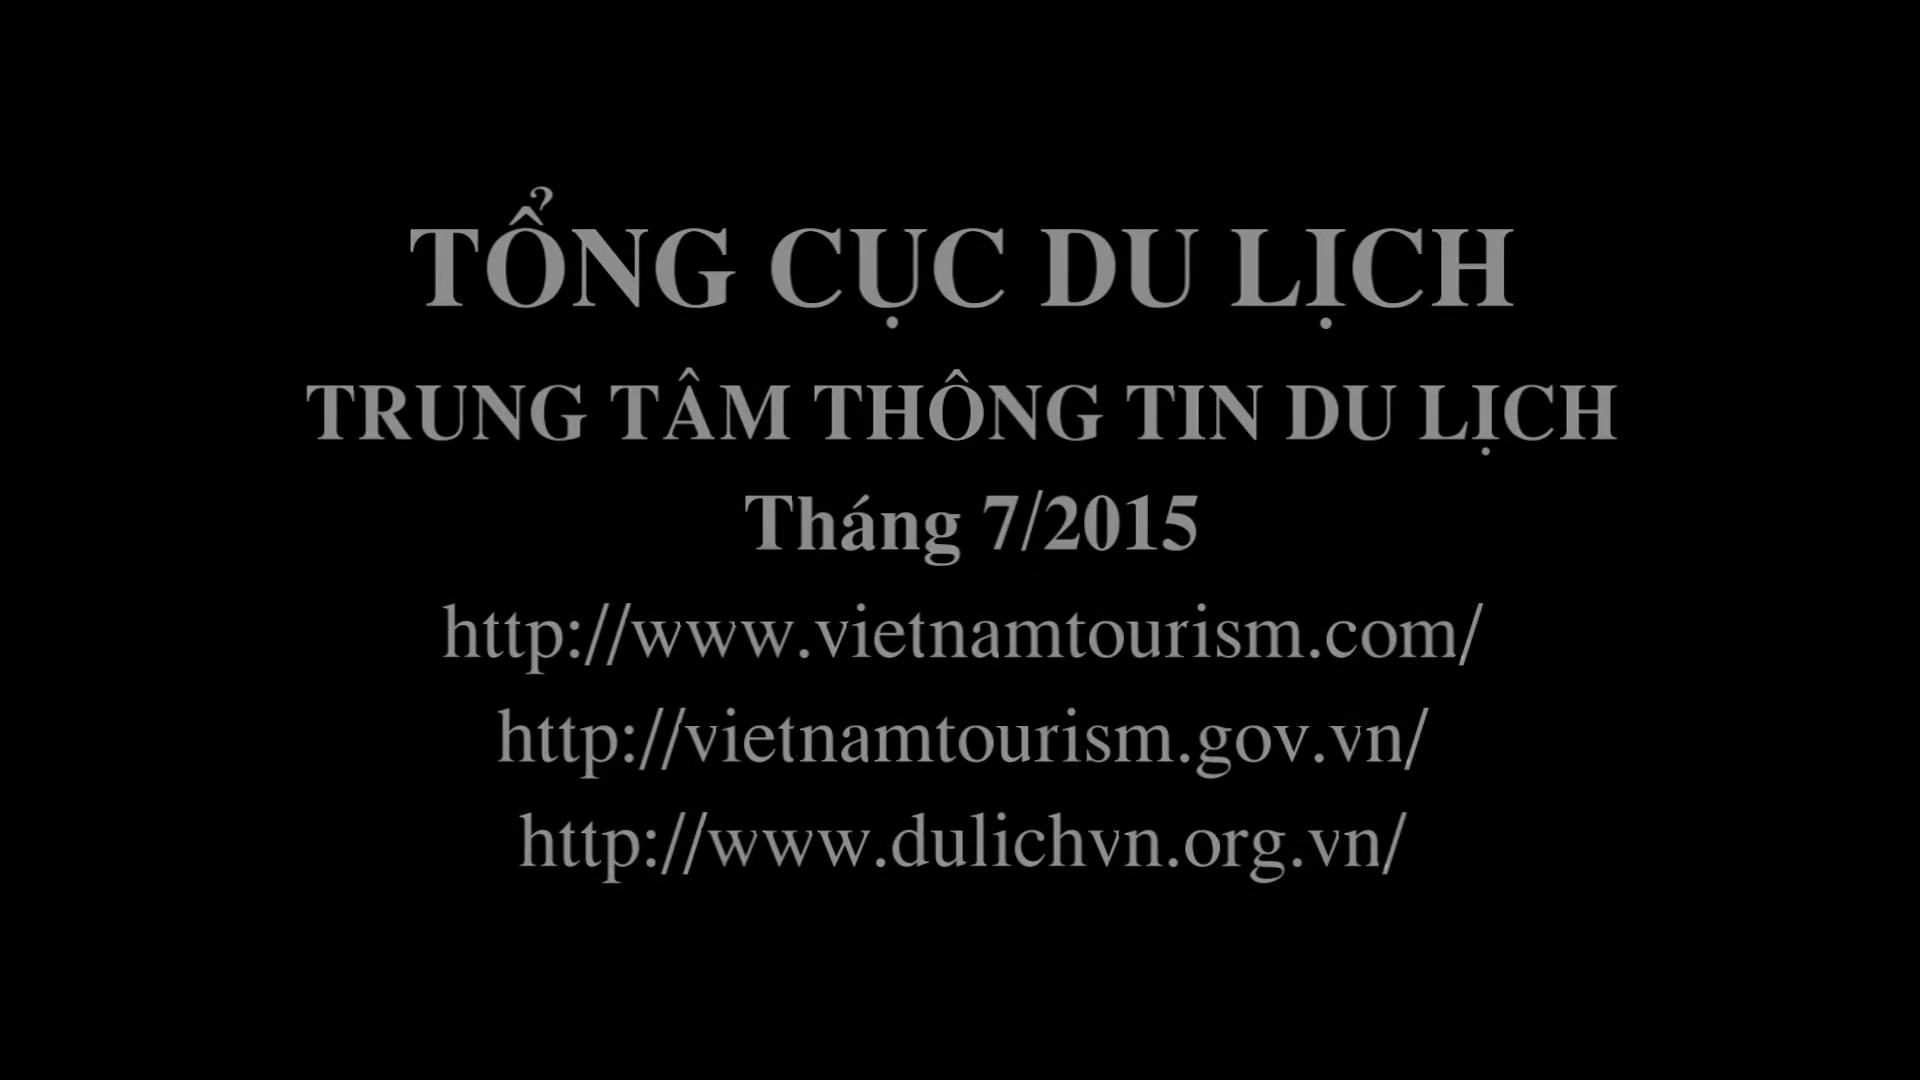 TỔNG CỤC DU LỊCH
TRUNG TÂM THÔNG TIN DU LỊCH
Tháng 7/2015
http://www.vietnamtourism.com/
http://vietnamtourism.gov.vn/
http://www.dulichvn.org.vn/